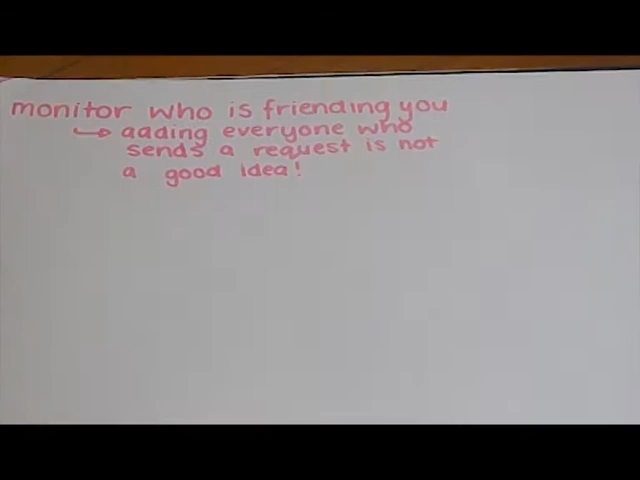 monitor who is friending you
↳ adding everyone who
sends a request is not
a good idea!